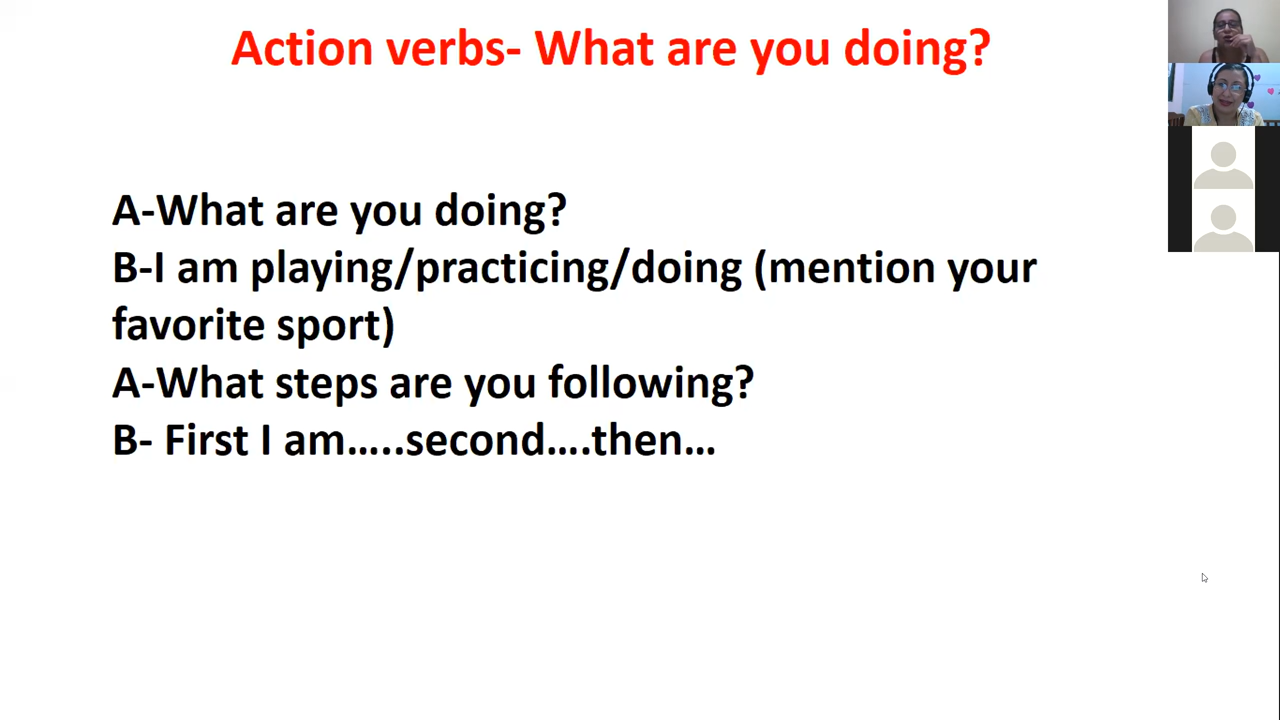 Action verbs- What are you doing?
A-What are you doing?
B-I am playing/practicing/doing (mention your
favorite sport)
A-What steps are you following?
B- First I am…..second….then…